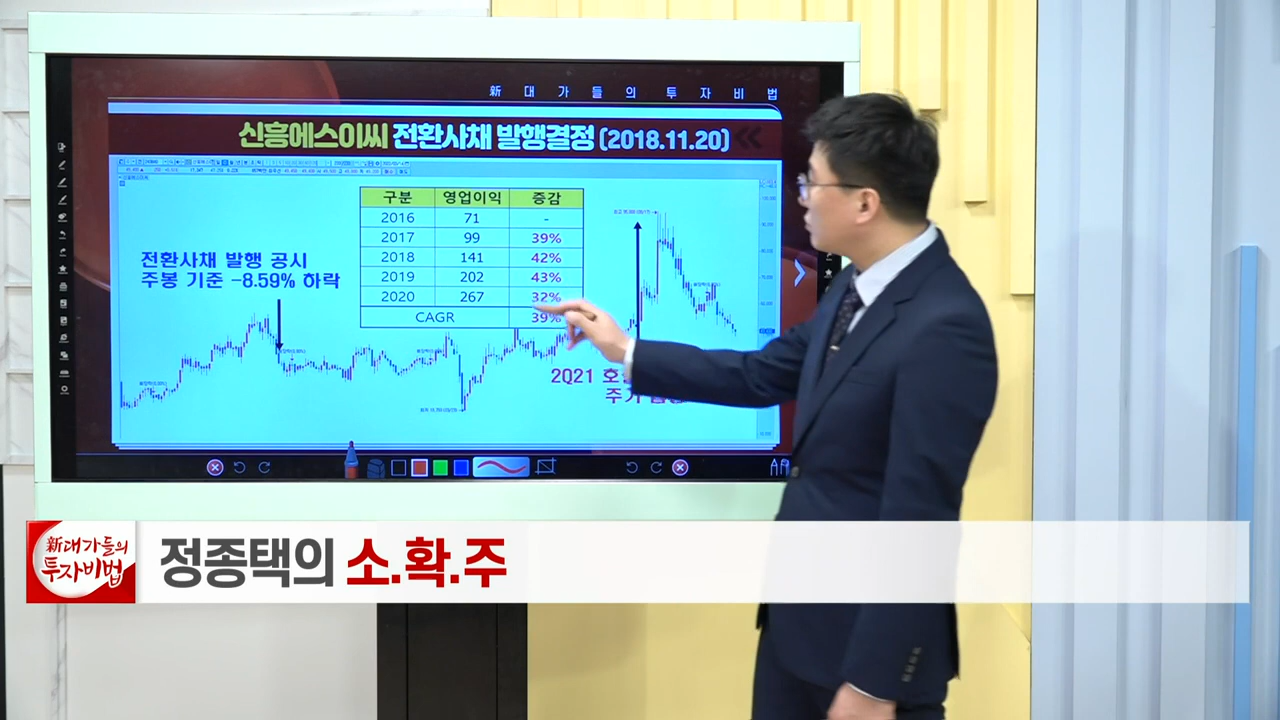 新 대 가 들 의 투 자 비 법
신흥에스이씨 전환사채 발행결정 (2018.11.20)
구분 영업이익 증감
2016 71 -
2017 99 39%
2018 141 42%
2019 202 43%
2020 267 32%
CAGR 39%
전환사채 발행 공시
주봉 기준 -8.59% 하락
2Q21
주가
新대가들의
투자비법
정종택의 소.확.주